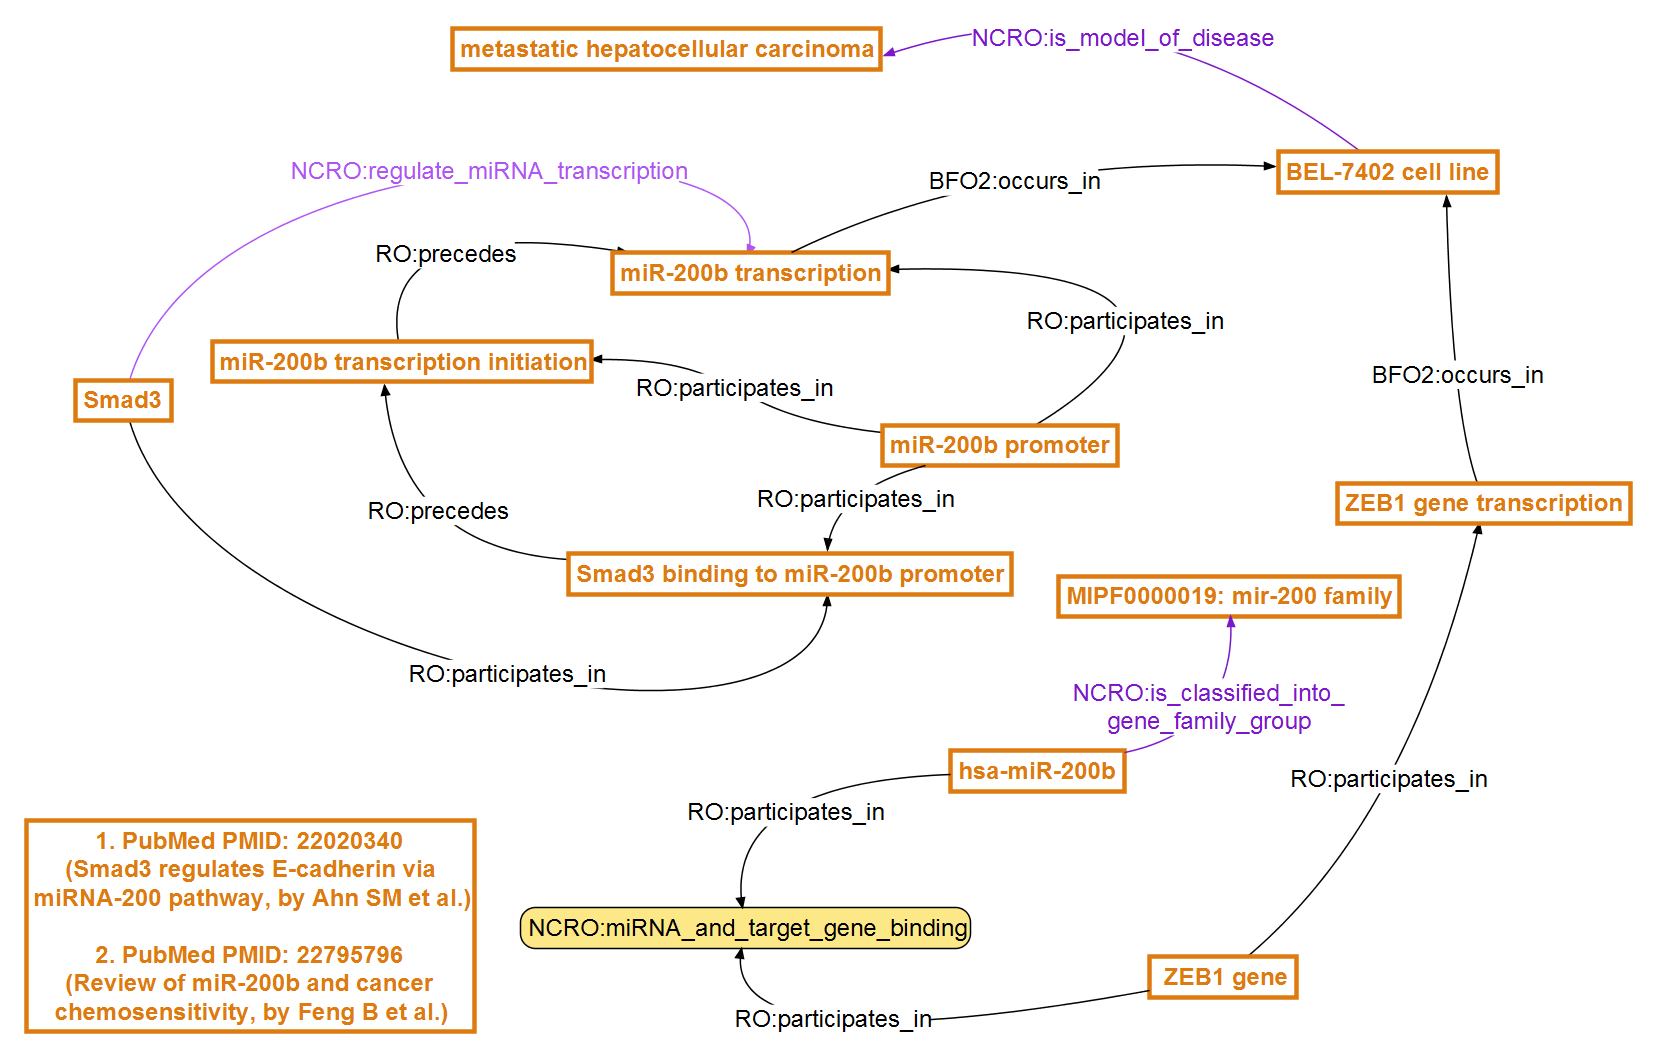 metastatic hepatocellular carcinoma
NCRO:is_model_of_disease
NCRO:regulate_miRNA_transcription
BFO2:occurs_in
BEL-7402 cell line
RO:precedes
miR-200b transcription
RO:participates_in
miR-200b transcription initiation
RO:participates_in
BFO2:occurs_in
Smad3
miR-200b promoter
RO:participates_in
RO:precedes
ZEB1 gene transcription
Smad3 binding to miR-200b promoter
MIPF0000019: mir-200 family
RO:participates_in
NCRO:is_classified_into_
gene_family_group
hsa-miR-200b
RO:participates_in
RO:participates_in
1. PubMed PMID: 22020340
(Smad3 regulates E-cadherin via
miRNA-200 pathway, by Ahn SM et al.)
2. PubMed PMID: 22795796
(Review of miR-200b and cancer
chemosensitivity, by Feng B et al.)
NCRO:miRNA_and_target_gene_binding
ZEB1 gene
RO:participates_in